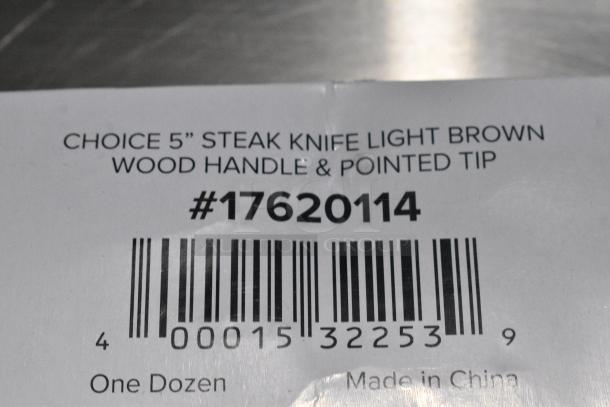 CHOICE 5” STEAK KNIFE LIGHT BROWN
WOOD HANDLE & POINTED TIP
#17620114
GROUP
4 00015 32253 9
One Dozen Made in China